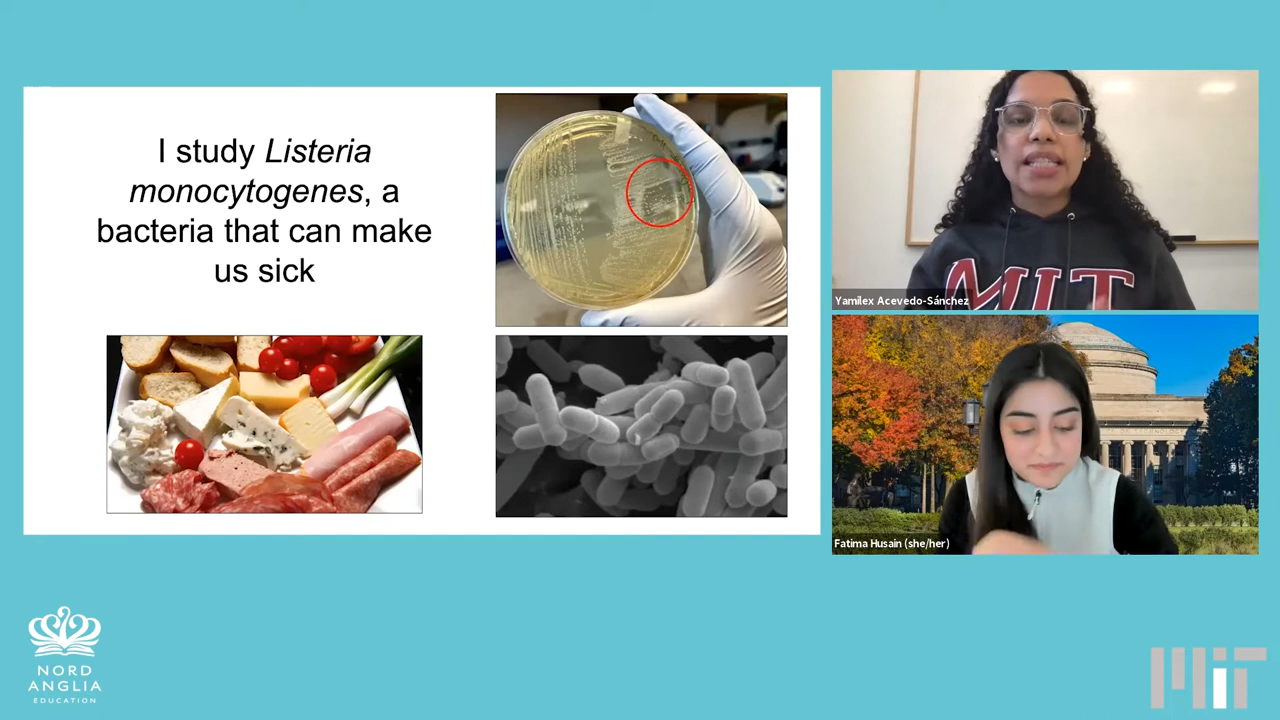 I study Listeria
monocytogenes, a
bacteria that can make
us sick
MIT
Yamilex Acevedo-Sánchez
Fatima Husain (she/her)
NORD
ANGLIA
EDUCATION
MIT